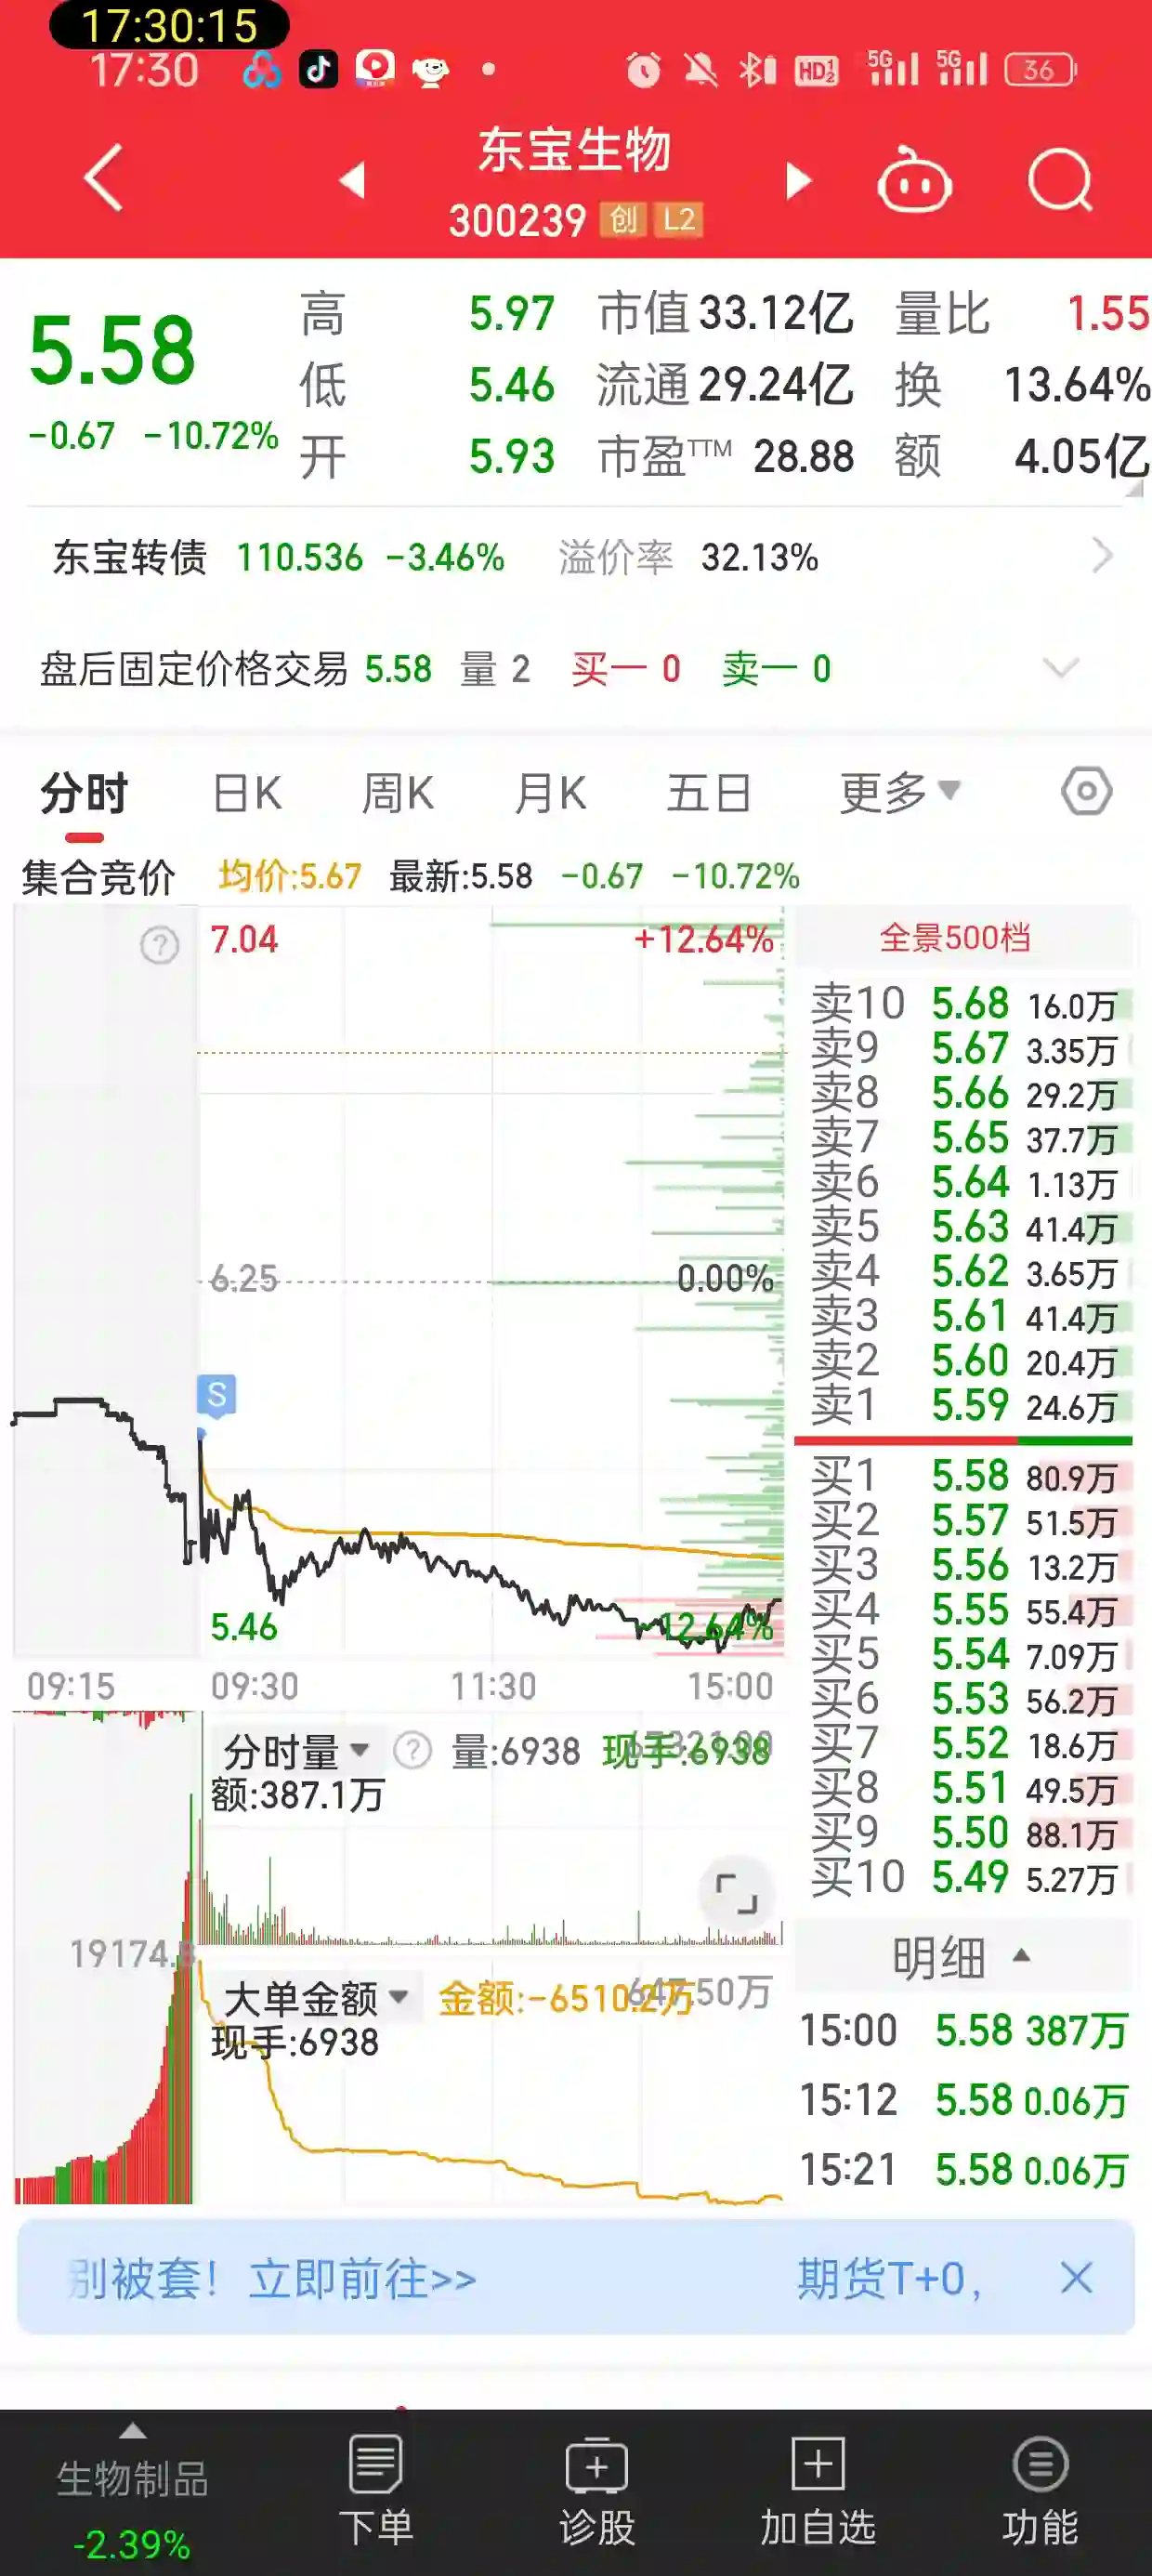 17:30:15
17:30 HD12 5G 5G 36
东宝生物
300239 创 L2
5.58
-0.67 -10.72%
高 5.97 市值 33.12亿 量比 1.55
低 5.46 流通 29.24亿 换 13.64%
开 5.93 市盈TTM 28.88 额 4.05亿
东宝转债 110.536 -3.46% 溢价率 32.13%
盘后固定价格交易 5.58 量 2 买一 0 卖一 0
分时 日K 周K 月K 五日 更多
集合竞价 均价:5.67 最新:5.58 -0.67 -10.72%
7.04 +12.64%
6.25 0.00%
S
5.46 -12.64%
09:15 09:30 11:30 15:00
分时量 ? 量:6938 现手:6938
额:387.1万
大单金额 金额:-6510.2万
现手:6938
全景500档
卖10 5.68 16.0万
卖9 5.67 3.35万
卖8 5.66 29.2万
卖7 5.65 37.7万
卖6 5.64 1.13万
卖5 5.63 41.4万
卖4 5.62 3.65万
卖3 5.61 41.4万
卖2 5.60 20.4万
卖1 5.59 24.6万
买1 5.58 80.9万
买2 5.57 51.5万
买3 5.56 13.2万
买4 5.55 55.4万
买5 5.54 7.09万
买6 5.53 56.2万
买7 5.52 18.6万
买8 5.51 49.5万
买9 5.50 88.1万
买10 5.49 5.27万
明细
15:00 5.58 387万
15:12 5.58 0.06万
15:21 5.58 0.06万
别被套！立即前往>> 期货T+0，
生物制品 下单 诊股 加自选 功能
-2.39%